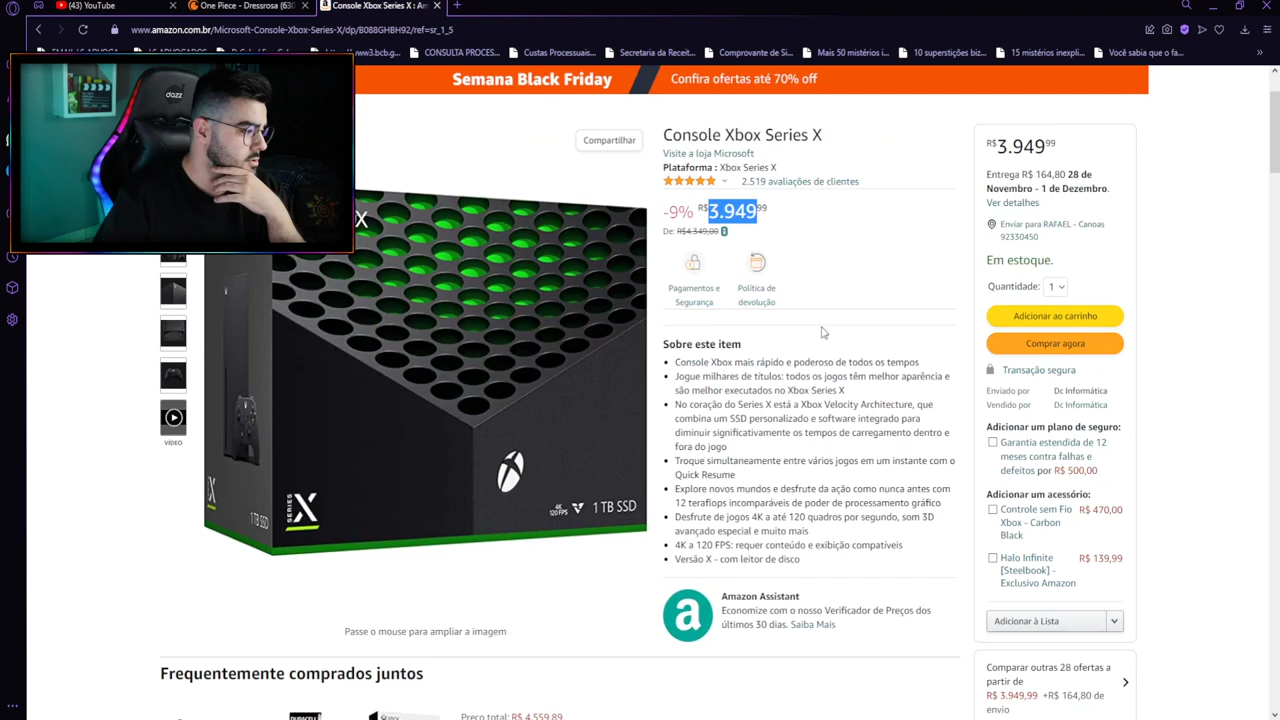 (43) YouTube
One Piece - Dressrosa (630
Console Xbox Series X : Am
www.amazon.com.br/Microsoft-Console-Xbox-Series-X/dp/B088GHBH92/ref=sr_1_5
CONSULTA PROCES...
Custas Processuais...
Secretaria da Receit...
Comprovante de Si...
Mais 50 mistérios i...
10 superstições biz...
15 mistérios inexpli...
Você sabia que o fa...
Semana Black Friday
Confira ofertas até 70% off
dazz
Compartilhar
Console Xbox Series X
Visite a loja Microsoft
Plataforma : Xbox Series X
2.519 avaliações de clientes
-9% R$3.94999
De: R$4.349,00
Pagamentos e
Segurança
Política de
devolução
Sobre este item
Console Xbox mais rápido e poderoso de todos os tempos
Jogue milhares de títulos: todos os jogos têm melhor aparência e
são melhor executados no Xbox Series X
No coração do Series X está a Xbox Velocity Architecture, que
combina um SSD personalizado e software integrado para
diminuir significativamente os tempos de carregamento dentro e
fora do jogo
Troque simultaneamente entre vários jogos em um instante com o
Quick Resume
Explore novos mundos e desfrute da ação como nunca antes com
12 teraflops incomparáveis de poder de processamento gráfico
Desfrute de jogos 4K a até 120 quadros por segundo, som 3D
avançado especial e muito mais
4K a 120 FPS: requer conteúdo e exibição compatíveis
Versão X - com leitor de disco
Amazon Assistant
Economize com o nosso Verificador de Preços dos
últimos 30 dias. Saiba Mais
X
X
1TB SSD
SERIES X
4K
120FPS
1TB SSD
VÍDEO
Passe o mouse para ampliar a imagem
Frequentemente comprados juntos
DURACELL
XBOX
Preço total: R$ 4.559,89
R$3.94999
Entrega R$ 164,80 28 de
Novembro - 1 de Dezembro.
Ver detalhes
Enviar para RAFAEL - Canoas
92330450
Em estoque.
Quantidade: 1
Adicionar ao carrinho
Comprar agora
Transação segura
Enviado por Dc Informática
Vendido por Dc Informática
Adicionar um plano de seguro:
Garantia estendida de 12
meses contra falhas e
defeitos por R$ 500,00
Adicionar um acessório:
Controle sem Fio R$ 470,00
Xbox - Carbon
Black
Halo Infinite R$ 139,99
[Steelbook] -
Exclusivo Amazon
Adicionar à Lista
Comparar outras 28 ofertas a
partir de
R$ 3.949,99 +R$ 164,80 de
envio